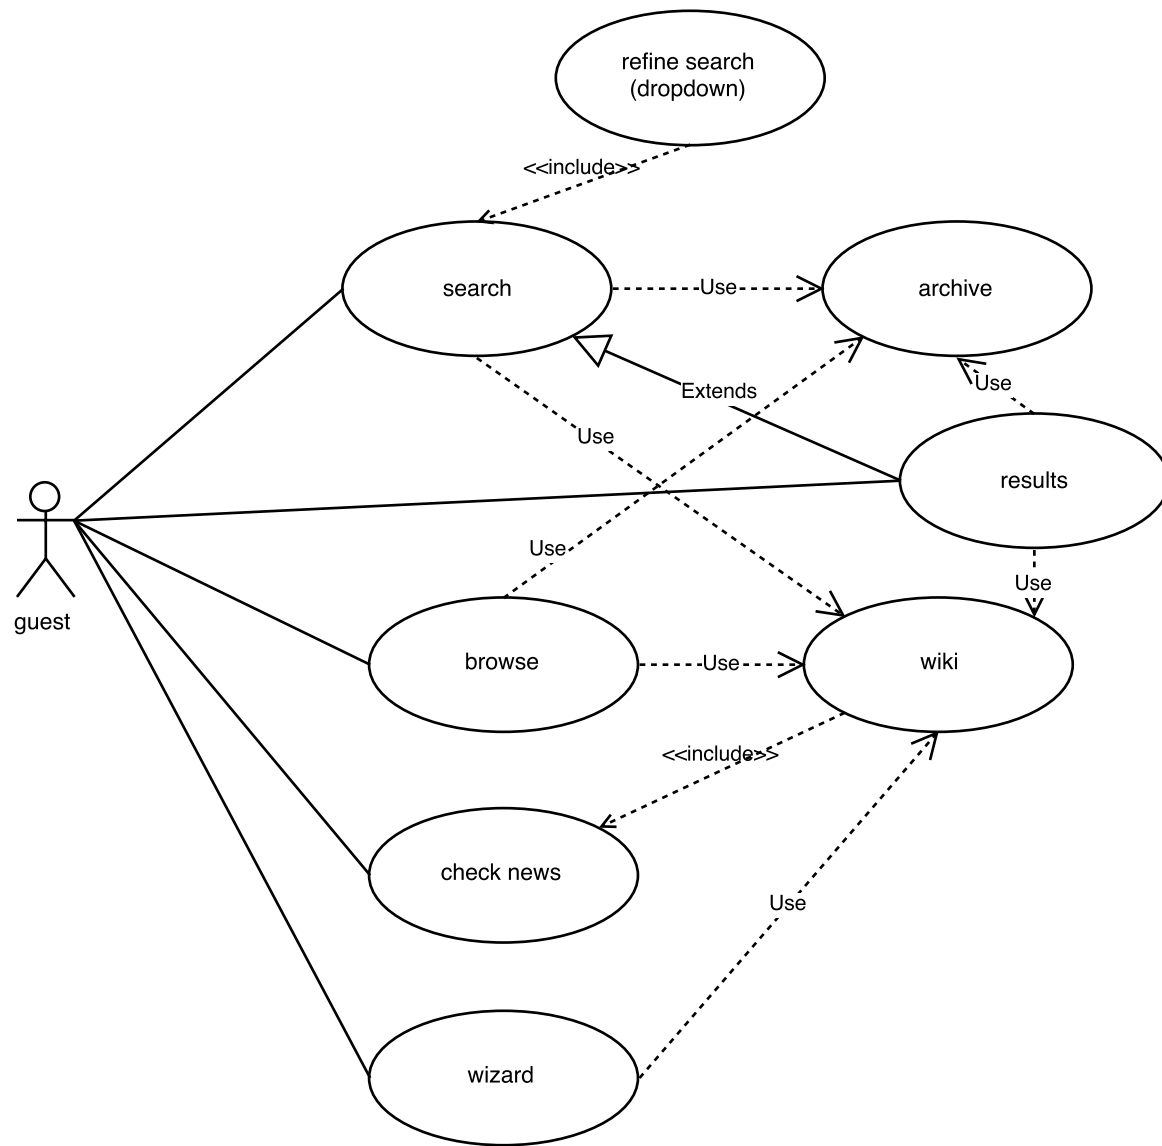 refine search
(dropdown)
<<include>>
search
Use
archive
Extends
Use
Use
results
Use
Use
guest
browse
Use
wiki
<<include>>
check news
Use
wizard